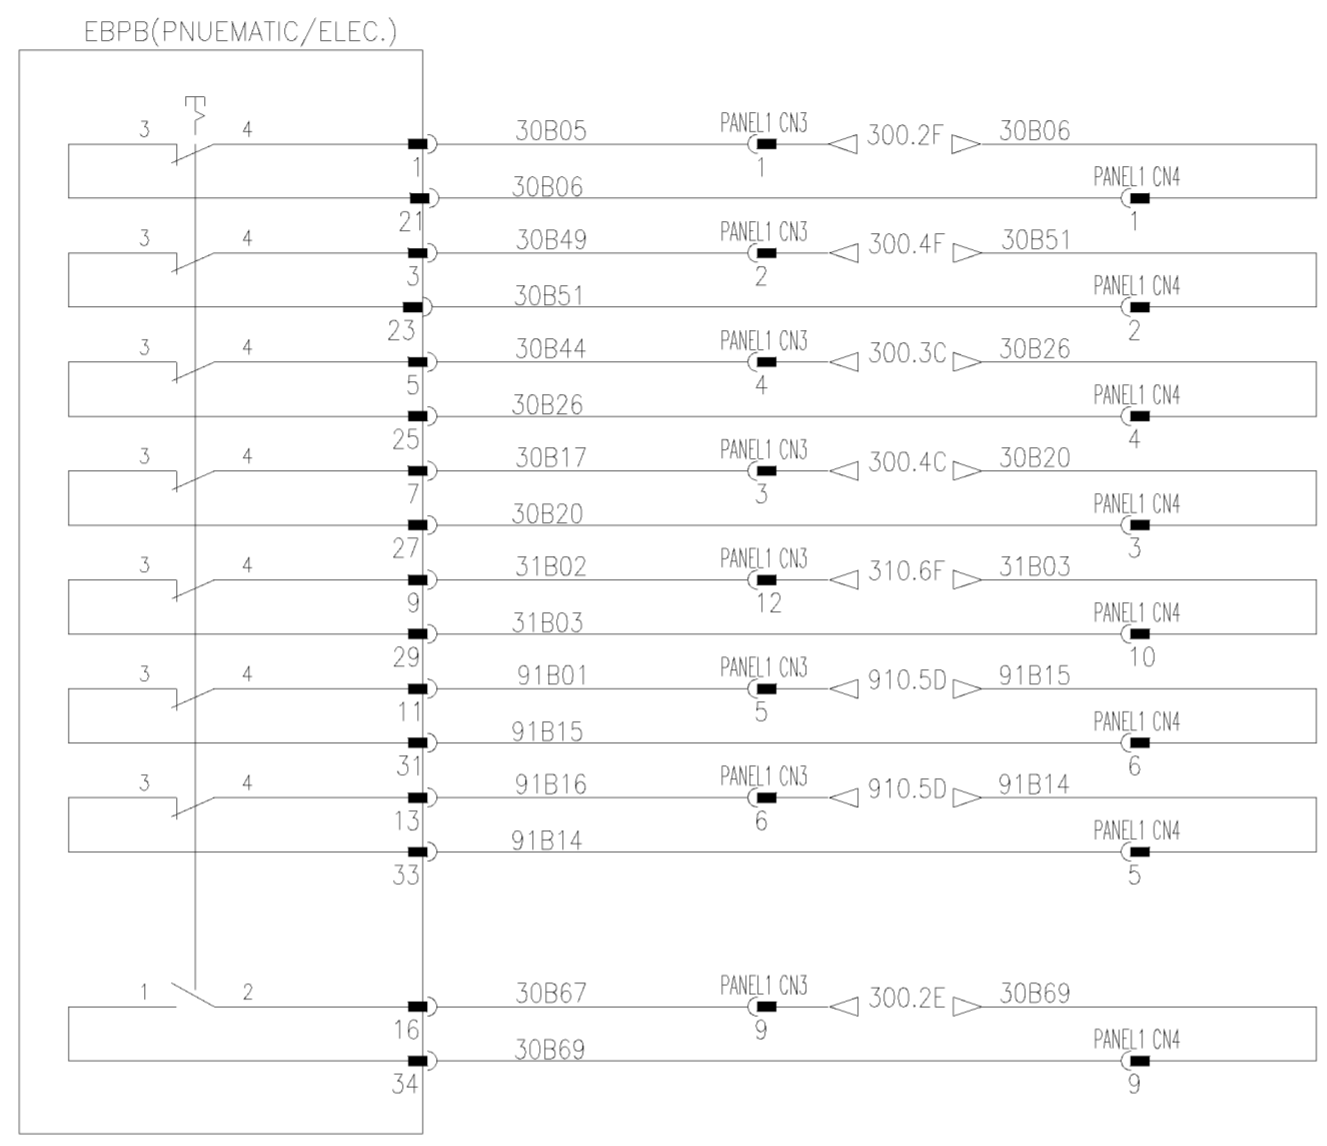 EBPB(PNUEMATIC/ELEC.)
3 4 30B05 PANEL1 CN3 300.2F 30B06
1 1
30B06 PANEL1 CN4
21 1
3 4 30B49 PANEL1 CN3 300.4F 30B51
3 2
30B51 PANEL1 CN4
23 2
3 4 30B44 PANEL1 CN3 300.3C 30B26
5 4
30B26 PANEL1 CN4
25 4
3 4 30B17 PANEL1 CN3 300.4C 30B20
7 3
30B20 PANEL1 CN4
27 3
3 4 31B02 PANEL1 CN3 310.6F 31B03
9 12
31B03 PANEL1 CN4
29 10
3 4 91B01 PANEL1 CN3 910.5D 91B15
11 5
91B15 PANEL1 CN4
31 6
3 4 91B16 PANEL1 CN3 910.5D 91B14
13 6
91B14 PANEL1 CN4
33 5
1 2 30B67 PANEL1 CN3 300.2E 30B69
16 9
30B69 PANEL1 CN4
34 9